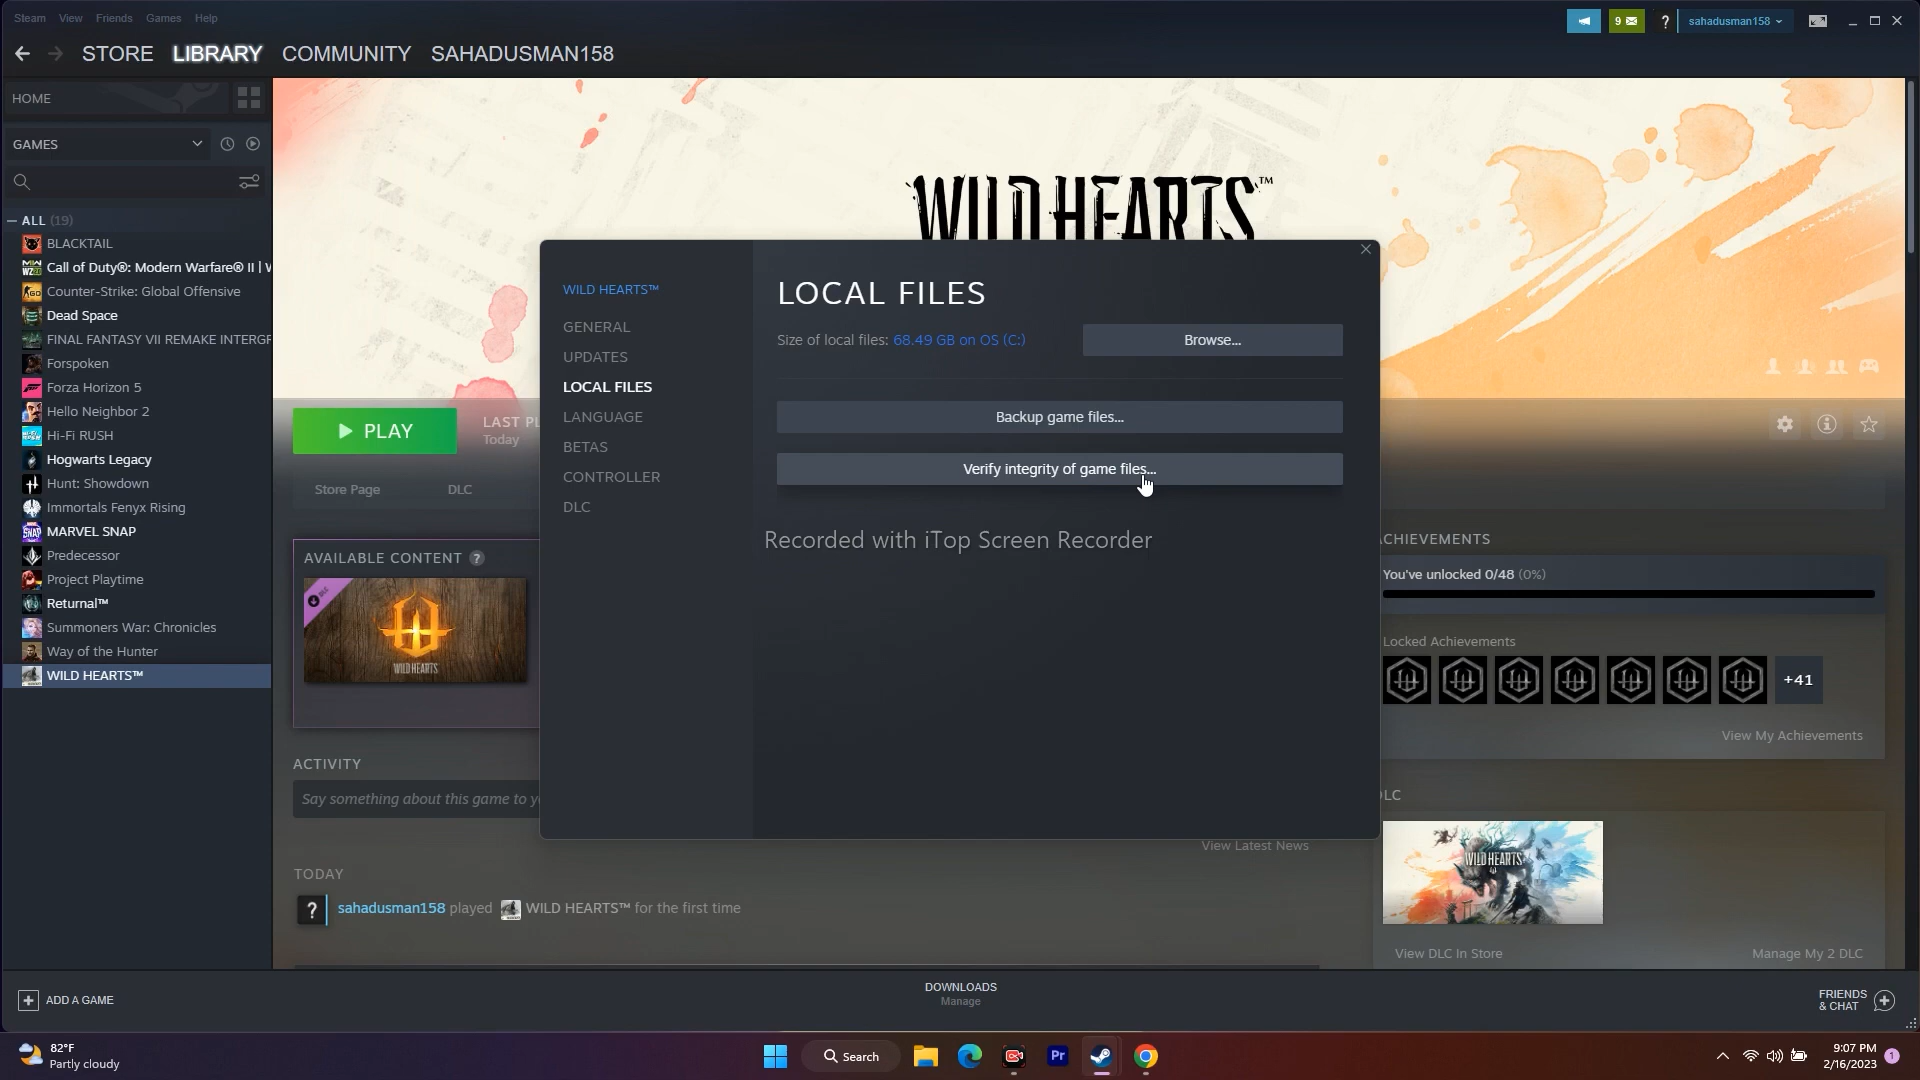 Steam View Friends Games Help
9 ? sahadusman158
STORE LIBRARY COMMUNITY SAHADUSMAN158
HOME
GAMES
ALL (19)
BLACKTAIL
Call of Duty®: Modern Warfare® II | W
Counter-Strike: Global Offensive
Dead Space
FINAL FANTASY VII REMAKE INTERGR
Forspoken
Forza Horizon 5
Hello Neighbor 2
Hi-Fi RUSH
Hogwarts Legacy
Hunt: Showdown
Immortals Fenyx Rising
MARVEL SNAP
Predecessor
Project Playtime
Returnal™
Summoners War: Chronicles
Way of the Hunter
WILD HEARTS™
ADD A GAME
WILD HEARTS™
PLAY
LAST PL
Today
Store Page DLC
AVAILABLE CONTENT ?
DLC
WILD HEARTS
ACTIVITY
Say something about this game to y
TODAY
? sahadusman158 played WILD HEARTS™ for the first time
View Latest News
WILD HEARTS™
GENERAL
UPDATES
LOCAL FILES
LANGUAGE
BETAS
CONTROLLER
DLC
LOCAL FILES
Size of local files: 68.49 GB on OS (C:)
Browse...
Backup game files...
Verify integrity of game files...
Recorded with iTop Screen Recorder
ACHIEVEMENTS
You've unlocked 0/48 (0%)
Locked Achievements
+41
View My Achievements
DLC
WILD HEARTS
View DLC In Store Manage My 2 DLC
DOWNLOADS
Manage
FRIENDS
& CHAT
82°F
Partly cloudy
Search
Pr
9:07 PM
2/16/2023
1